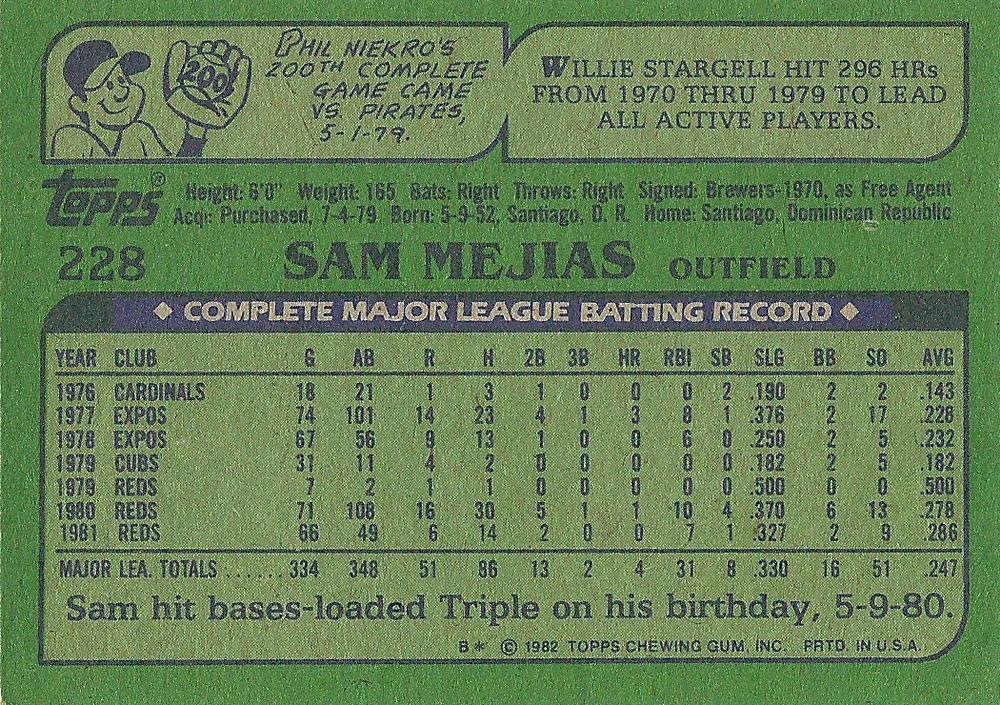 PHIL NIEKRO'S
200TH COMPLETE
GAME CAME
VS. PIRATES,
5-1-79.
200
WILLIE STARGELL HIT 296 HRs
FROM 1970 THRU 1979 TO LEAD
ALL ACTIVE PLAYERS.
topps®
Height: 6'0" Weight: 165 Bats: Right Throws: Right Signed: Brewers-1970, as Free Agent
Acq: Purchased, 7-4-79. Born: 5-9-52, Santiago, D. R. Home: Santiago, Dominican Republic
228 SAM MEJIAS OUTFIELD
◆ COMPLETE MAJOR LEAGUE BATTING RECORD ◆
YEAR CLUB G AB R H 2B 3B HR RBI SB SLG BB SO AVG
1976 CARDINALS 18 21 1 3 1 0 0 0 2 .190 2 2 .143
1977 EXPOS 74 101 14 23 4 1 3 8 1 .376 2 17 .228
1978 EXPOS 67 56 9 13 1 0 0 6 0 .250 2 5 .232
1979 CUBS 31 11 4 2 0 0 0 0 0 .182 2 5 .182
1979 REDS 7 2 1 1 0 0 0 0 0 .500 0 0 .500
1980 REDS 71 108 16 30 5 1 1 10 4 .370 6 13 .278
1981 REDS 66 49 6 14 2 0 0 7 1 .327 2 9 .286
MAJOR LEA. TOTALS ...... 334 348 51 86 13 2 4 31 8 .330 16 51 .247
Sam hit bases-loaded Triple on his birthday, 5-9-80.
B* © 1982 TOPPS CHEWING GUM, INC. PRTD. IN U.S.A.